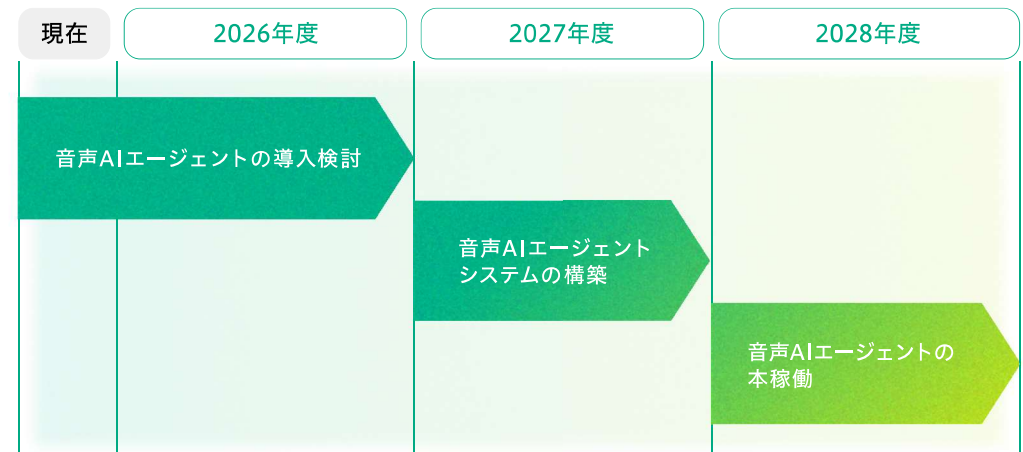 現在
2026年度
2027年度
2028年度
音声AIエージェントの導入検討
音声AIエージェント
システムの構築
音声AIエージェントの
本稼働